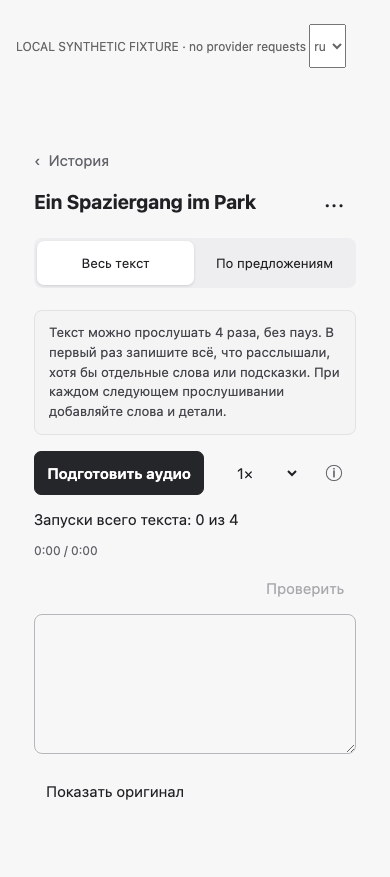 LOCAL SYNTHETIC FIXTURE · no provider requests ru
‹ История
Ein Spaziergang im Park ...
Весь текст По предложениям
Текст можно прослушать 4 раза, без пауз. В
первый раз запишите всё, что расслышали,
хотя бы отдельные слова или подсказки. При
каждом следующем прослушивании
добавляйте слова и детали.
Подготовить аудио 1× ⓘ
Запуски всего текста: 0 из 4
0:00 / 0:00
Проверить
Показать оригинал